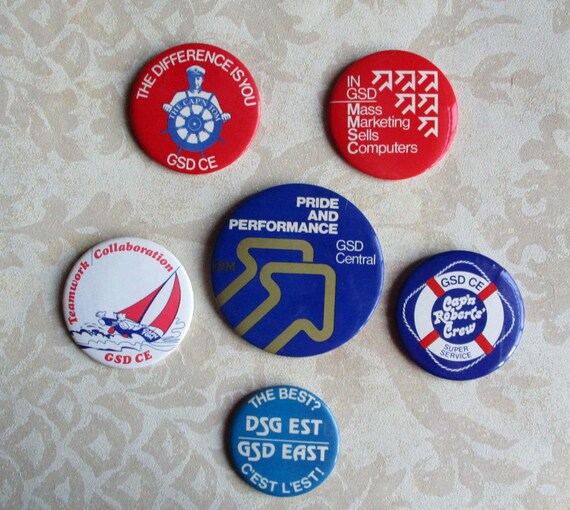 THE DIFFERENCE IS YOU
THE CAP'N TOM
GSD CE
IN
GSD
Mass
Marketing
Sells
Computers
PRIDE
AND
PERFORMANCE
GSD
Central
Teamwork/Collaboration
GSD CE
GSD CE
Cap'n
Roberts'
Crew
SUPER
SERVICE
THE BEST?
DSG EST
GSD EAST
C'EST L'EST!